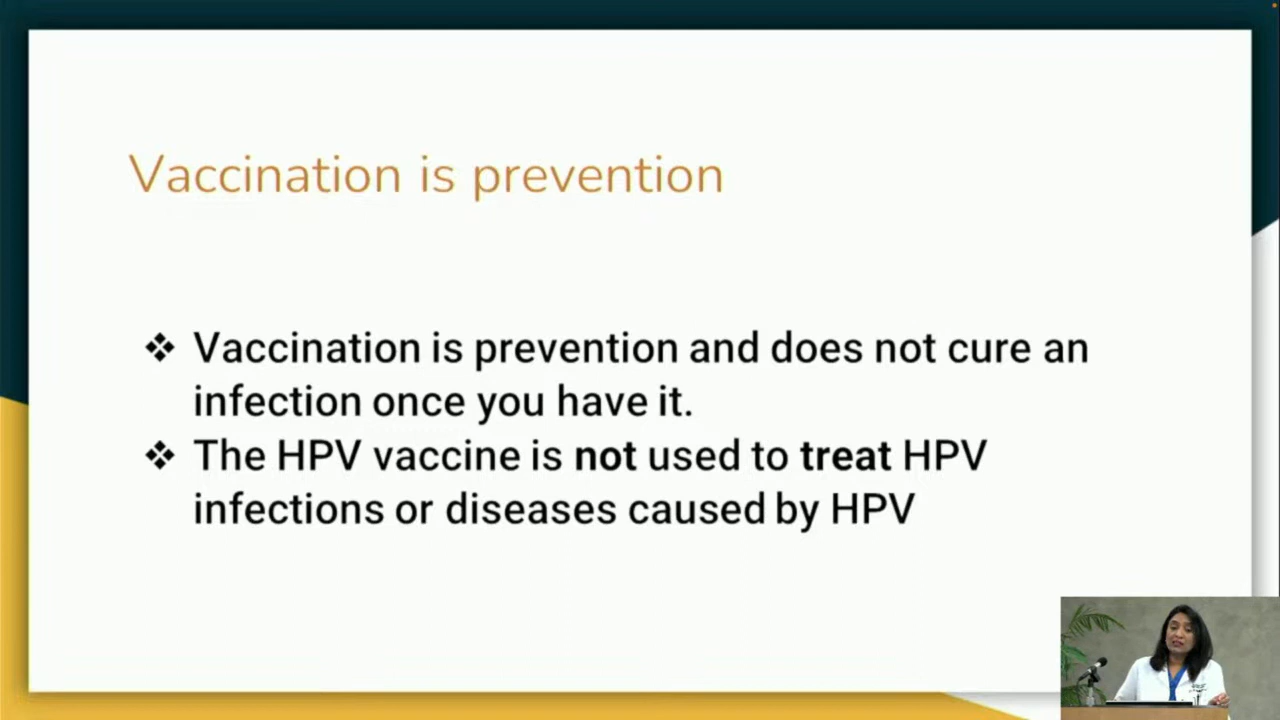 Vaccination is prevention
❖ Vaccination is prevention and does not cure an
infection once you have it.
❖ The HPV vaccine is not used to treat HPV
infections or diseases caused by HPV